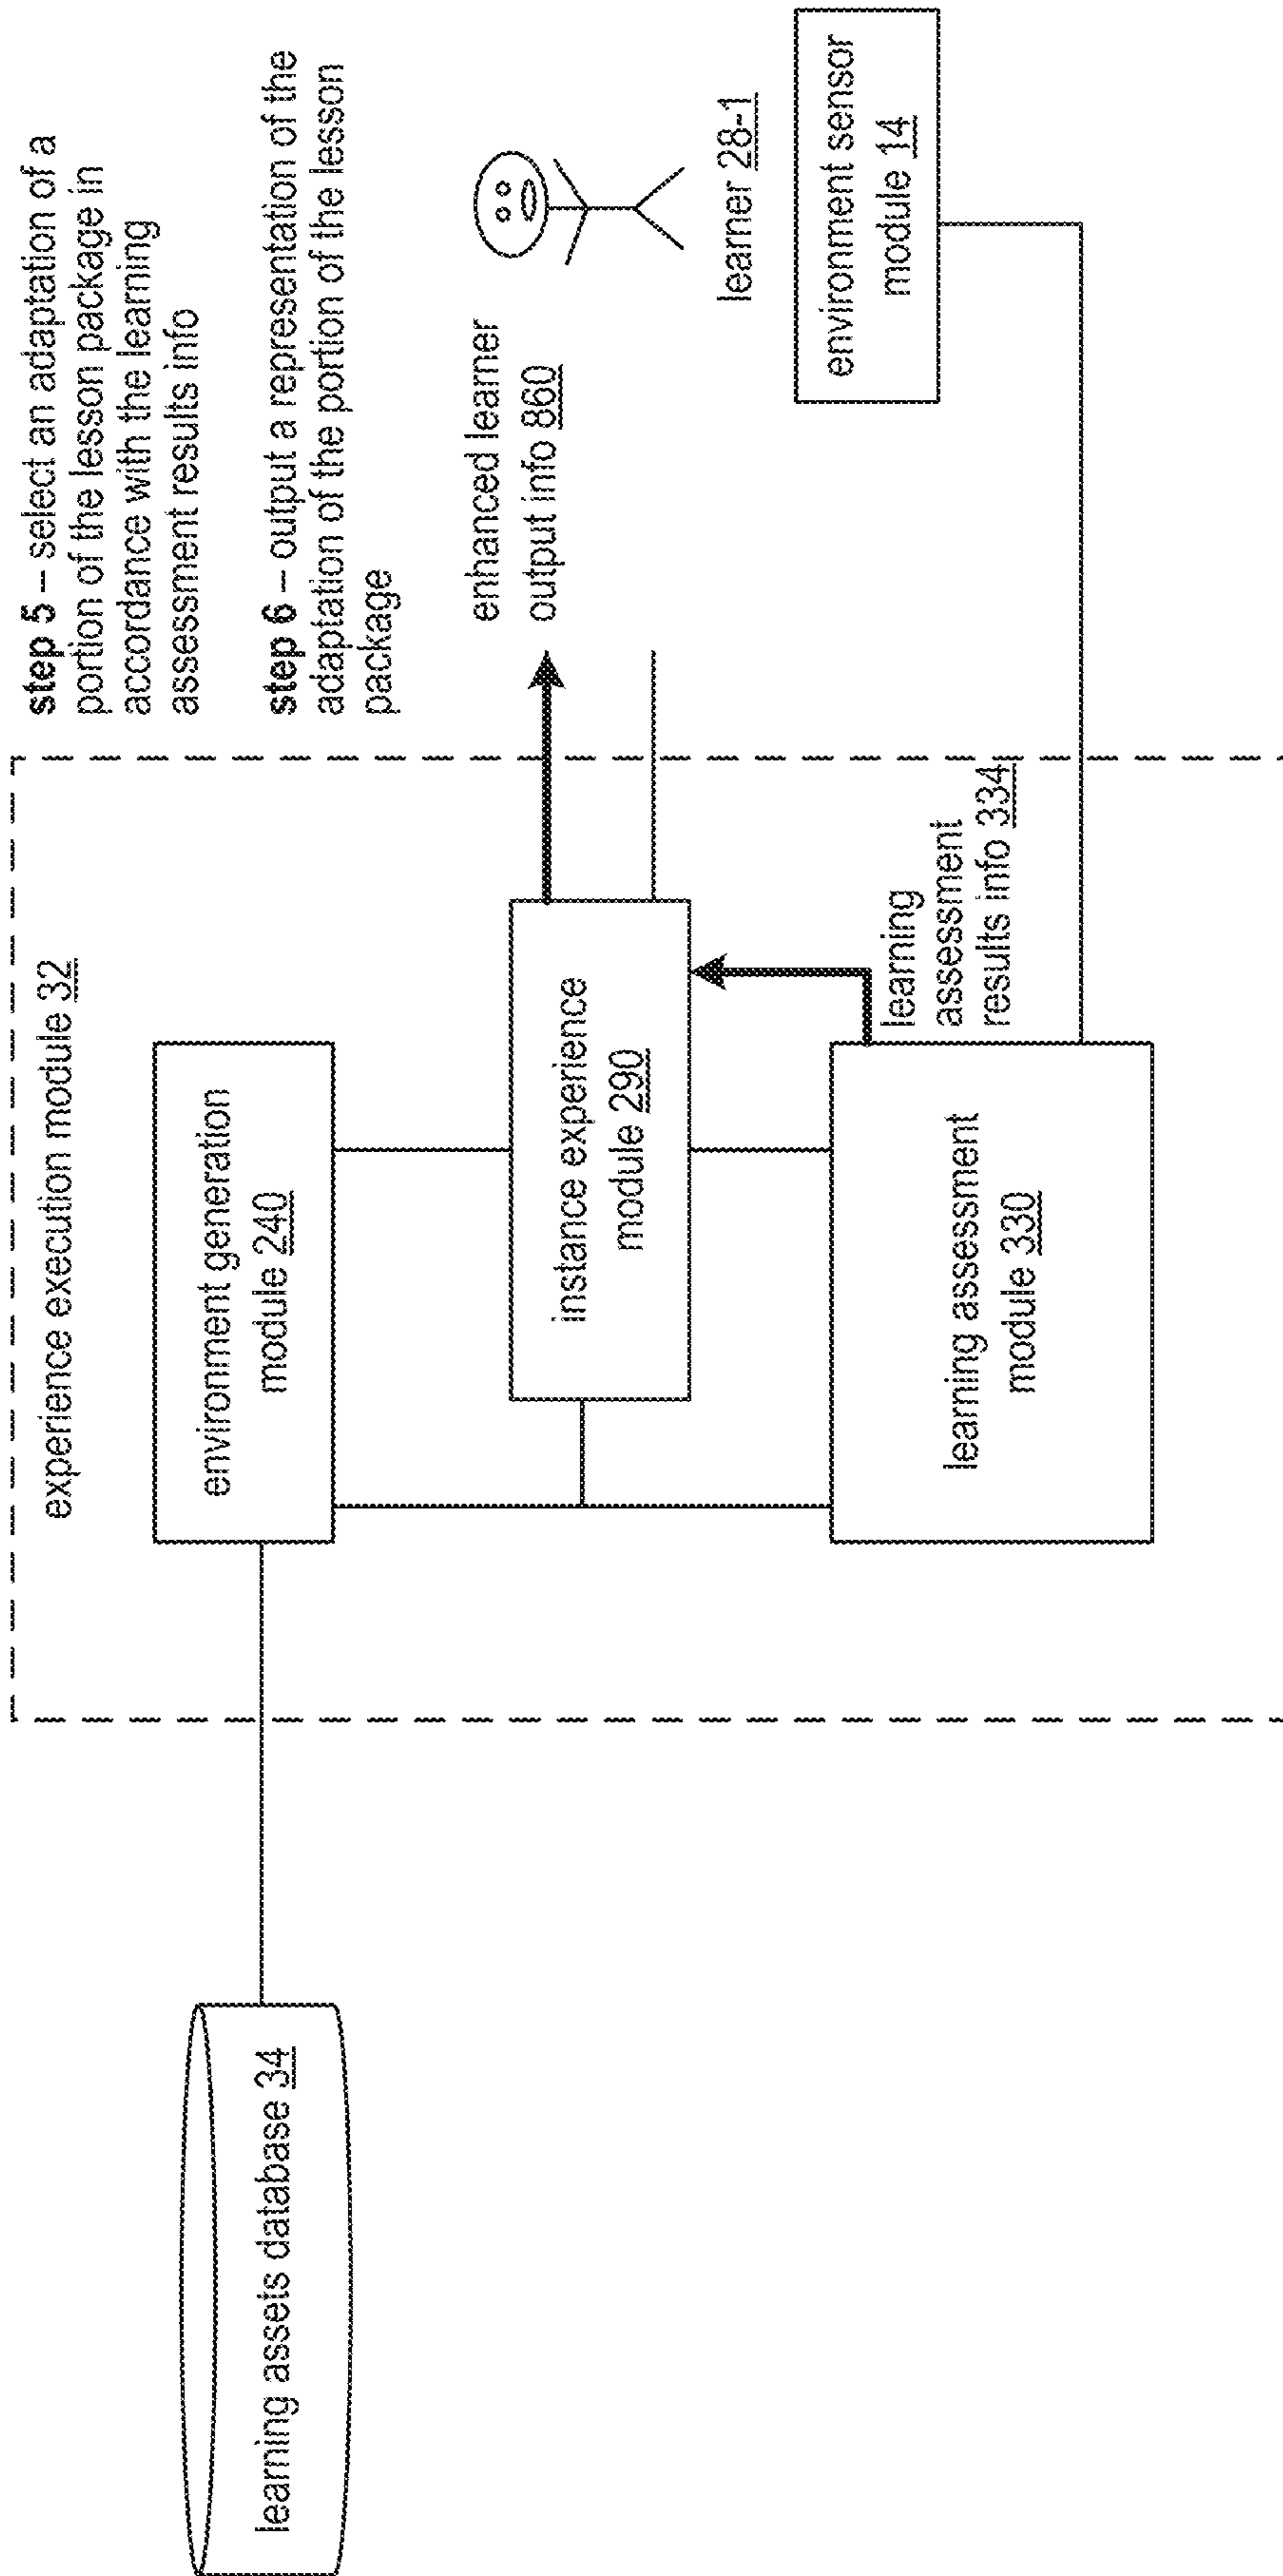 step 5 – select an adaptation of a
portion of the lesson package in
accordance with the learning
assessment results info
step 6 – output a representation of the
adaptation of the portion of the lesson
package
experience execution module 32
learning assets database 34
environment generation
module 240
instance experience
module 290
enhanced learner
output info 860
learner 28-1
learning
assessment
results info 334
learning assessment
module 330
environment sensor
module 14